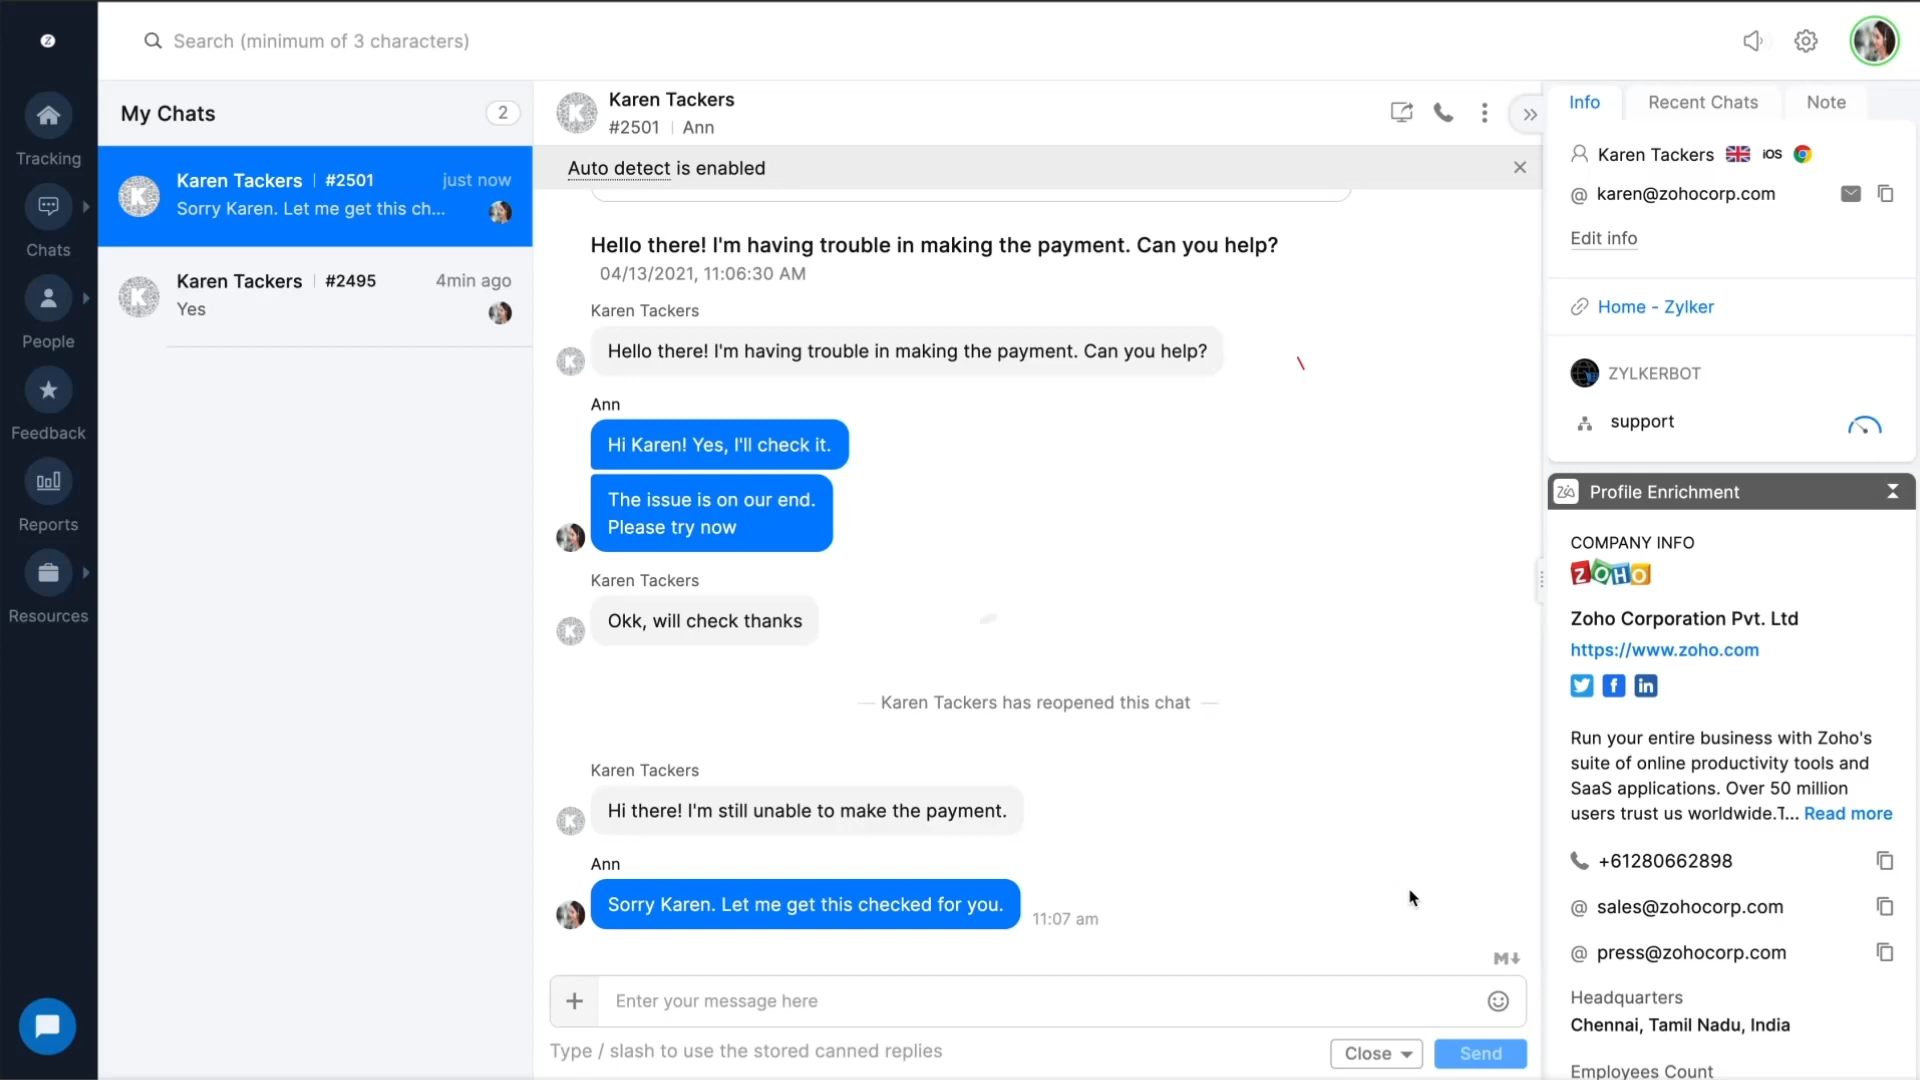 Search (minimum of 3 characters)
Tracking
Chats
People
Feedback
Reports
Resources
My Chats
2
Karen Tackers | #2501
just now
Sorry Karen. Let me get this ch...
Karen Tackers | #2495
4min ago
Yes
Karen Tackers
#2501 | Ann
Auto detect is enabled
Hello there! I'm having trouble in making the payment. Can you help?
04/13/2021, 11:06:30 AM
Karen Tackers
K
Hello there! I'm having trouble in making the payment. Can you help?
Ann
Hi Karen! Yes, I'll check it.
The issue is on our end.
Please try now
Karen Tackers
K
Okk, will check thanks
Karen Tackers has reopened this chat
Karen Tackers
K
Hi there! I'm still unable to make the payment.
Ann
Sorry Karen. Let me get this checked for you.
11:07 am
M
Enter your message here
Type / slash to use the stored canned replies
Close
Send
Info
Recent Chats
Note
Karen Tackers
iOS
@ karen@zohocorp.com
Edit info
Home - Zylker
ZYLKERBOT
support
Zia
Profile Enrichment
COMPANY INFO
ZOHO
Zoho Corporation Pvt. Ltd
https://www.zoho.com
Run your entire business with Zoho's
suite of online productivity tools and
SaaS applications. Over 50 million
users trust us worldwide.T... Read more
+61280662898
@ sales@zohocorp.com
@ press@zohocorp.com
Headquarters
Chennai, Tamil Nadu, India
Employees Count